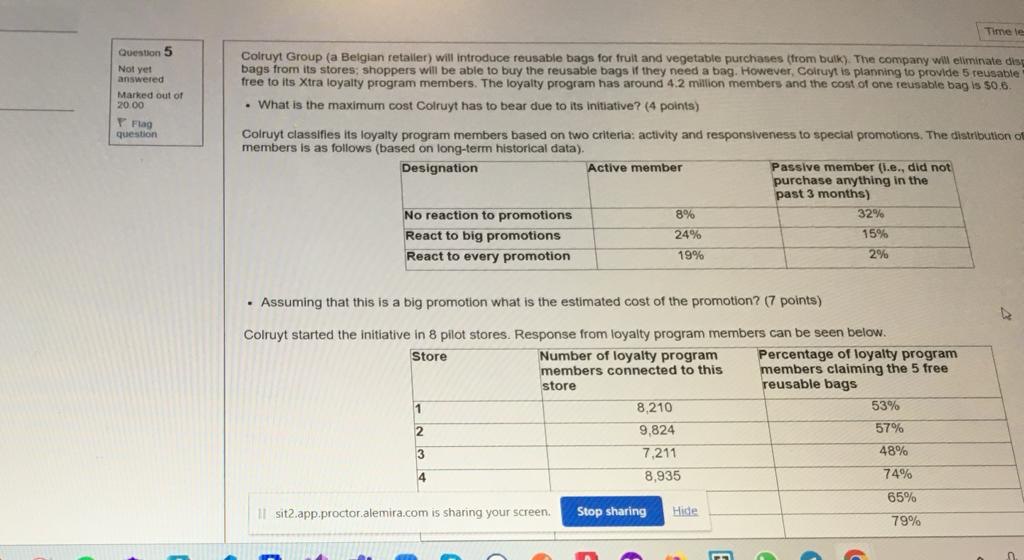 Time le
Question 5
Not yet
answered
Marked out of
20.00
Flag
question
Colruyt Group (a Belgian retailer) will introduce reusable bags for fruit and vegetable purchases (from bulk). The company will eliminate disp
bags from its stores; shoppers will be able to buy the reusable bags if they need a bag. However, Colruyt is planning to provide 5 reusable
free to its Xtra loyalty program members. The loyalty program has around 4.2 million members and the cost of one reusable bag is $0.6.
• What is the maximum cost Colruyt has to bear due to its initiative? (4 points)
Colruyt classifies its loyalty program members based on two criteria: activity and responsiveness to special promotions. The distribution of
members is as follows (based on long-term historical data).
Designation Active member Passive member (i.e., did not
purchase anything in the
past 3 months)
No reaction to promotions 8% 32%
React to big promotions 24% 15%
React to every promotion 19% 2%
• Assuming that this is a big promotion what is the estimated cost of the promotion? (7 points)
Colruyt started the initiative in 8 pilot stores. Response from loyalty program members can be seen below.
Store Number of loyalty program Percentage of loyalty program
members connected to this members claiming the 5 free
store reusable bags
1 8,210 53%
2 9,824 57%
3 7,211 48%
4 8,935 74%
65%
79%
sit2.app.proctor.alemira.com is sharing your screen. Stop sharing Hide